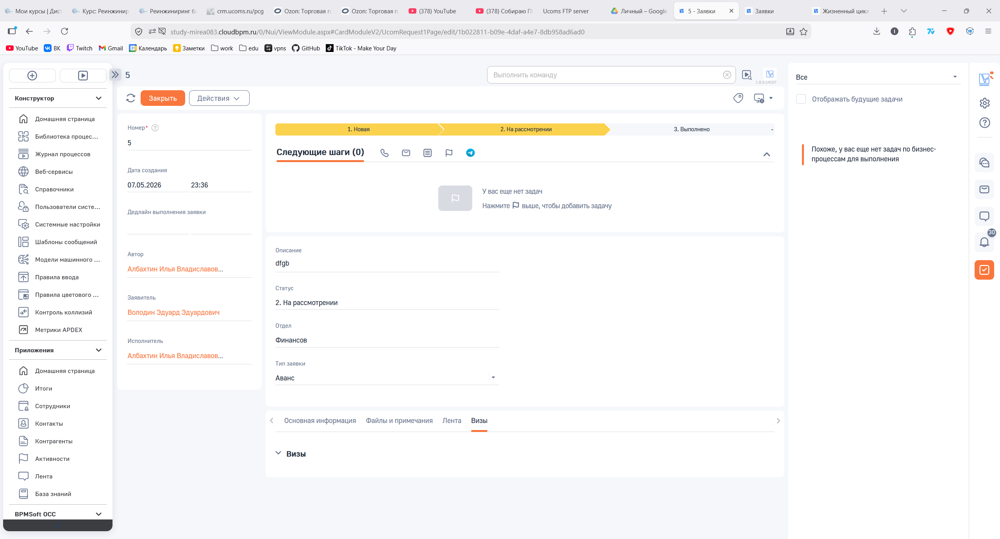 Мои курсы | Дист
Курс: Реинжинир
Реинжиниринг б
crm.ucoms.ru/pcg
Ozon: Торговая п
Ozon: Торговая п
(378) YouTube
(378) Собираю П
Ucoms FTP server
Личный – Google
5 - Заявки
Заявки
Жизненный цикл
study-mirea083.cloudbpm.ru/0/Nui/ViewModule.aspx#CardModuleV2/UcomRequest1Page/edit/1b022811-b09e-4daf-a4e7-8db958ad6ad0
YouTube
ВК
Twitch
Gmail
Календарь
Заметки
work
edu
vpns
GitHub
TikTok - Make Your Day
Конструктор
Домашняя страница
Библиотека процес...
Журнал процессов
Веб-сервисы
Справочники
Пользователи систе...
Системные настройки
Шаблоны сообщений
Модели машинного ...
Правила ввода
Правила цветового ...
Контроль коллизий
Метрики APDEX
Приложения
Домашняя страница
Итоги
Сотрудники
Контакты
Контрагенты
Активности
Лента
База знаний
BPMSoft OCC
5
Выполнить команду
1.8.0.14107
Закрыть
Действия
Номер*
5
Дата создания
07.05.2026 23:36
Дедлайн выполнения заявки
Автор
Албахтин Илья Владиславов...
Заявитель
Володин Эдуард Эдуардович
Исполнитель
Албахтин Илья Владиславов...
1. Новая
2. На рассмотрении
3. Выполнено
Следующие шаги (0)
У вас еще нет задач
Нажмите выше, чтобы добавить задачу
Описание
dfgb
Статус
2. На рассмотрении
Отдел
Финансов
Тип заявки
Аванс
Основная информация
Файлы и примечания
Лента
Визы
Визы
Все
Отображать будущие задачи
Похоже, у вас еще нет задач по бизнес-
процессам для выполнения
ЮКОМС
30